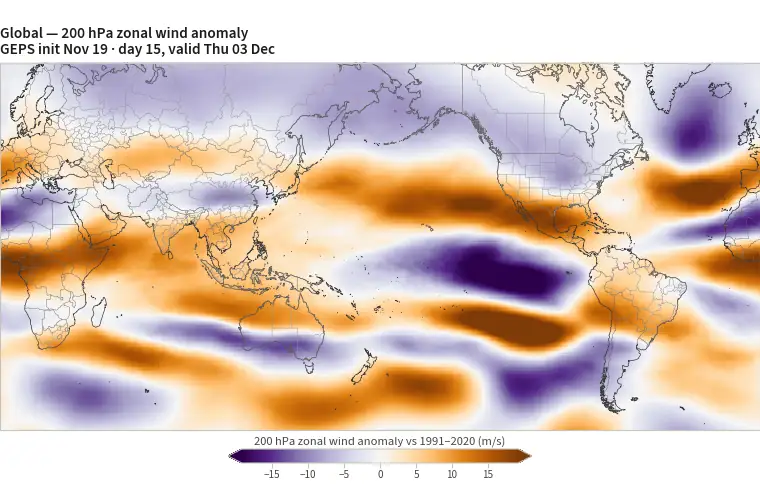 Global — 200 hPa zonal wind anomaly
GEPS init Nov 19 · day 15, valid Thu 03 Dec
200 hPa zonal wind anomaly vs 1991–2020 (m/s)
−15 −10 −5 0 5 10 15